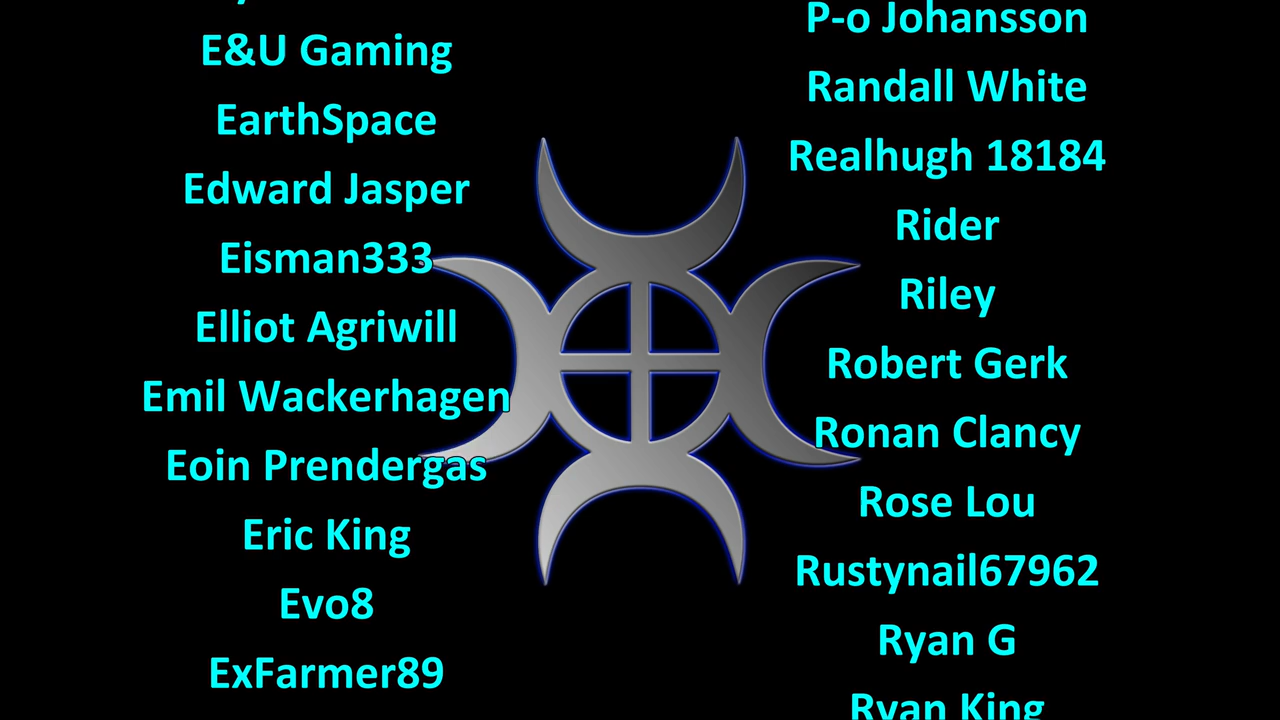 E&U Gaming
EarthSpace
Edward Jasper
Eisman333
Elliot Agriwill
Emil Wackerhagen
Eoin Prendergas
Eric King
Evo8
ExFarmer89
P-o Johansson
Randall White
Realhugh 18184
Rider
Riley
Robert Gerk
Ronan Clancy
Rose Lou
Rustynail67962
Ryan G
Ryan King